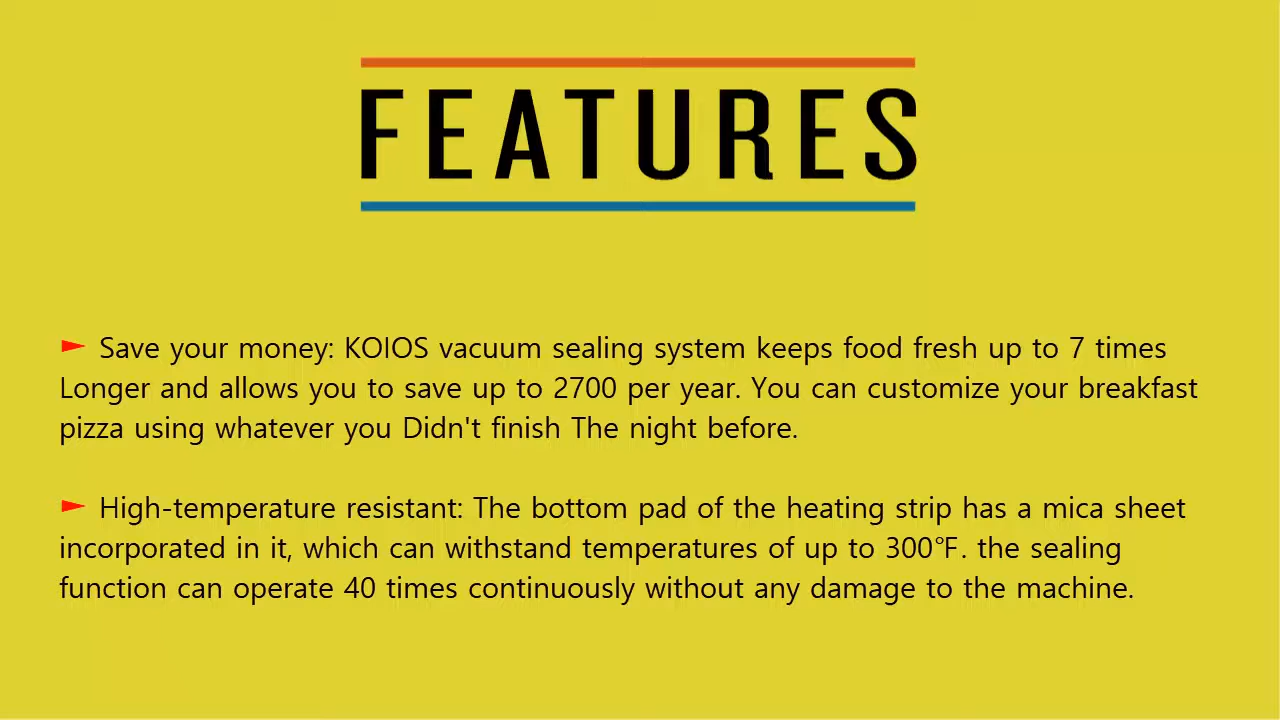 FEATURES
► Save your money: KOIOS vacuum sealing system keeps food fresh up to 7 times
Longer and allows you to save up to 2700 per year. You can customize your breakfast
pizza using whatever you Didn't finish The night before.
► High-temperature resistant: The bottom pad of the heating strip has a mica sheet
incorporated in it, which can withstand temperatures of up to 300°F. the sealing
function can operate 40 times continuously without any damage to the machine.